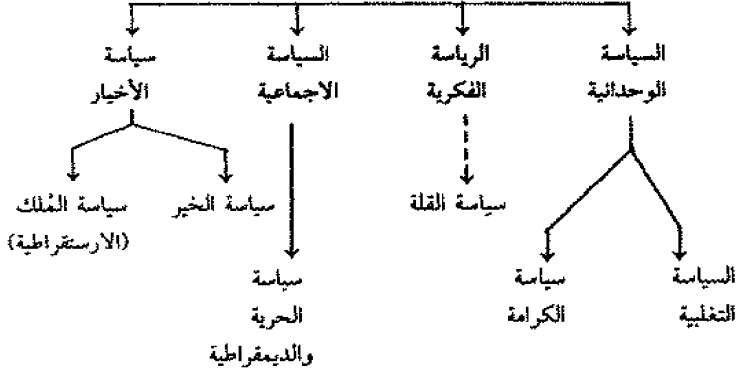 السياسة
الوحدانية
الرياسة
الفكرية
السياسة
الاجماعية
سياسة
الأخيار
سياسة القلة
سياسة الخير
سياسة المُلك
(الارستقراطية)
السياسة
التغلبية
سياسة
الكرامة
سياسة
الحرية
والديمقراطية